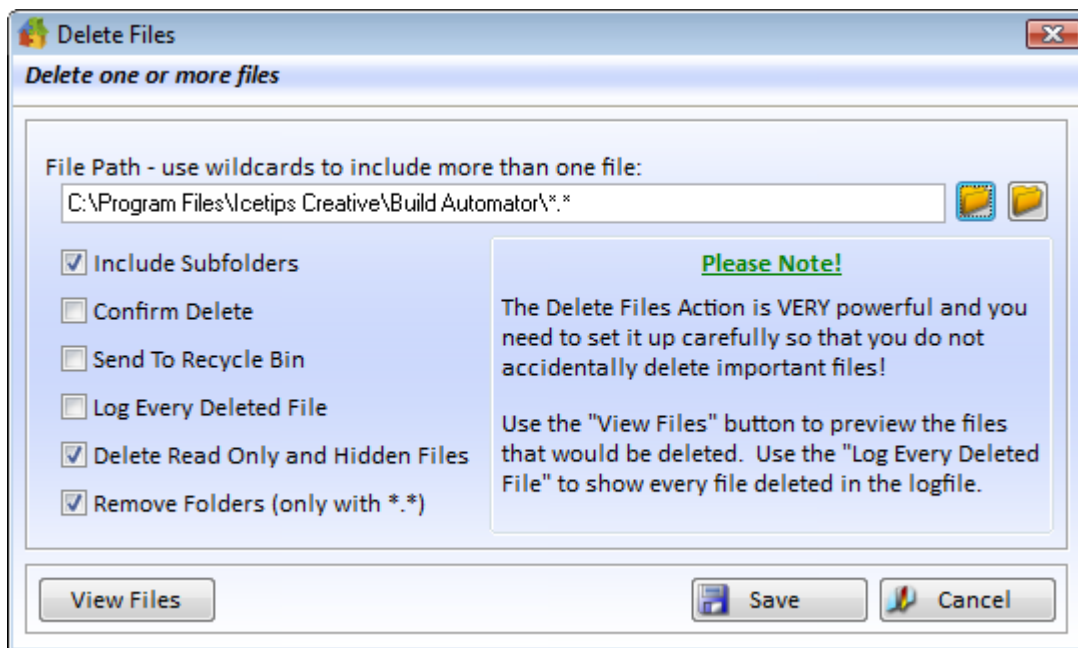 Delete Files
Delete one or more files
File Path - use wildcards to include more than one file:
C:\Program Files\Icetips Creative\Build Automator\*.*
Include Subfolders
Confirm Delete
Send To Recycle Bin
Log Every Deleted File
Delete Read Only and Hidden Files
Remove Folders (only with *.*)
Please Note!
The Delete Files Action is VERY powerful and you
need to set it up carefully so that you do not
accidentally delete important files!
Use the "View Files" button to preview the files
that would be deleted.  Use the "Log Every Deleted
File" to show every file deleted in the logfile.
View Files
Save
Cancel